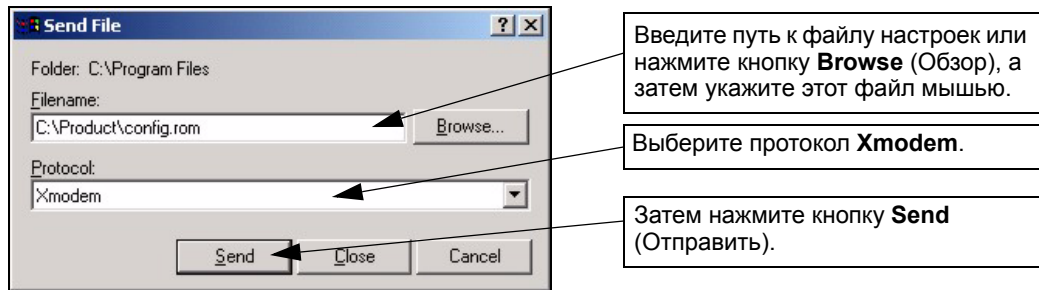 Send File
Folder: C:\Program Files
Filename:
C:\Product\config.rom
Browse...
Protocol:
Xmodem
Send
Close
Cancel
Введите путь к файлу настроек или
нажмите кнопку Browse (Обзор), а
затем укажите этот файл мышью.
Выберите протокол Xmodem.
Затем нажмите кнопку Send
(Отправить).